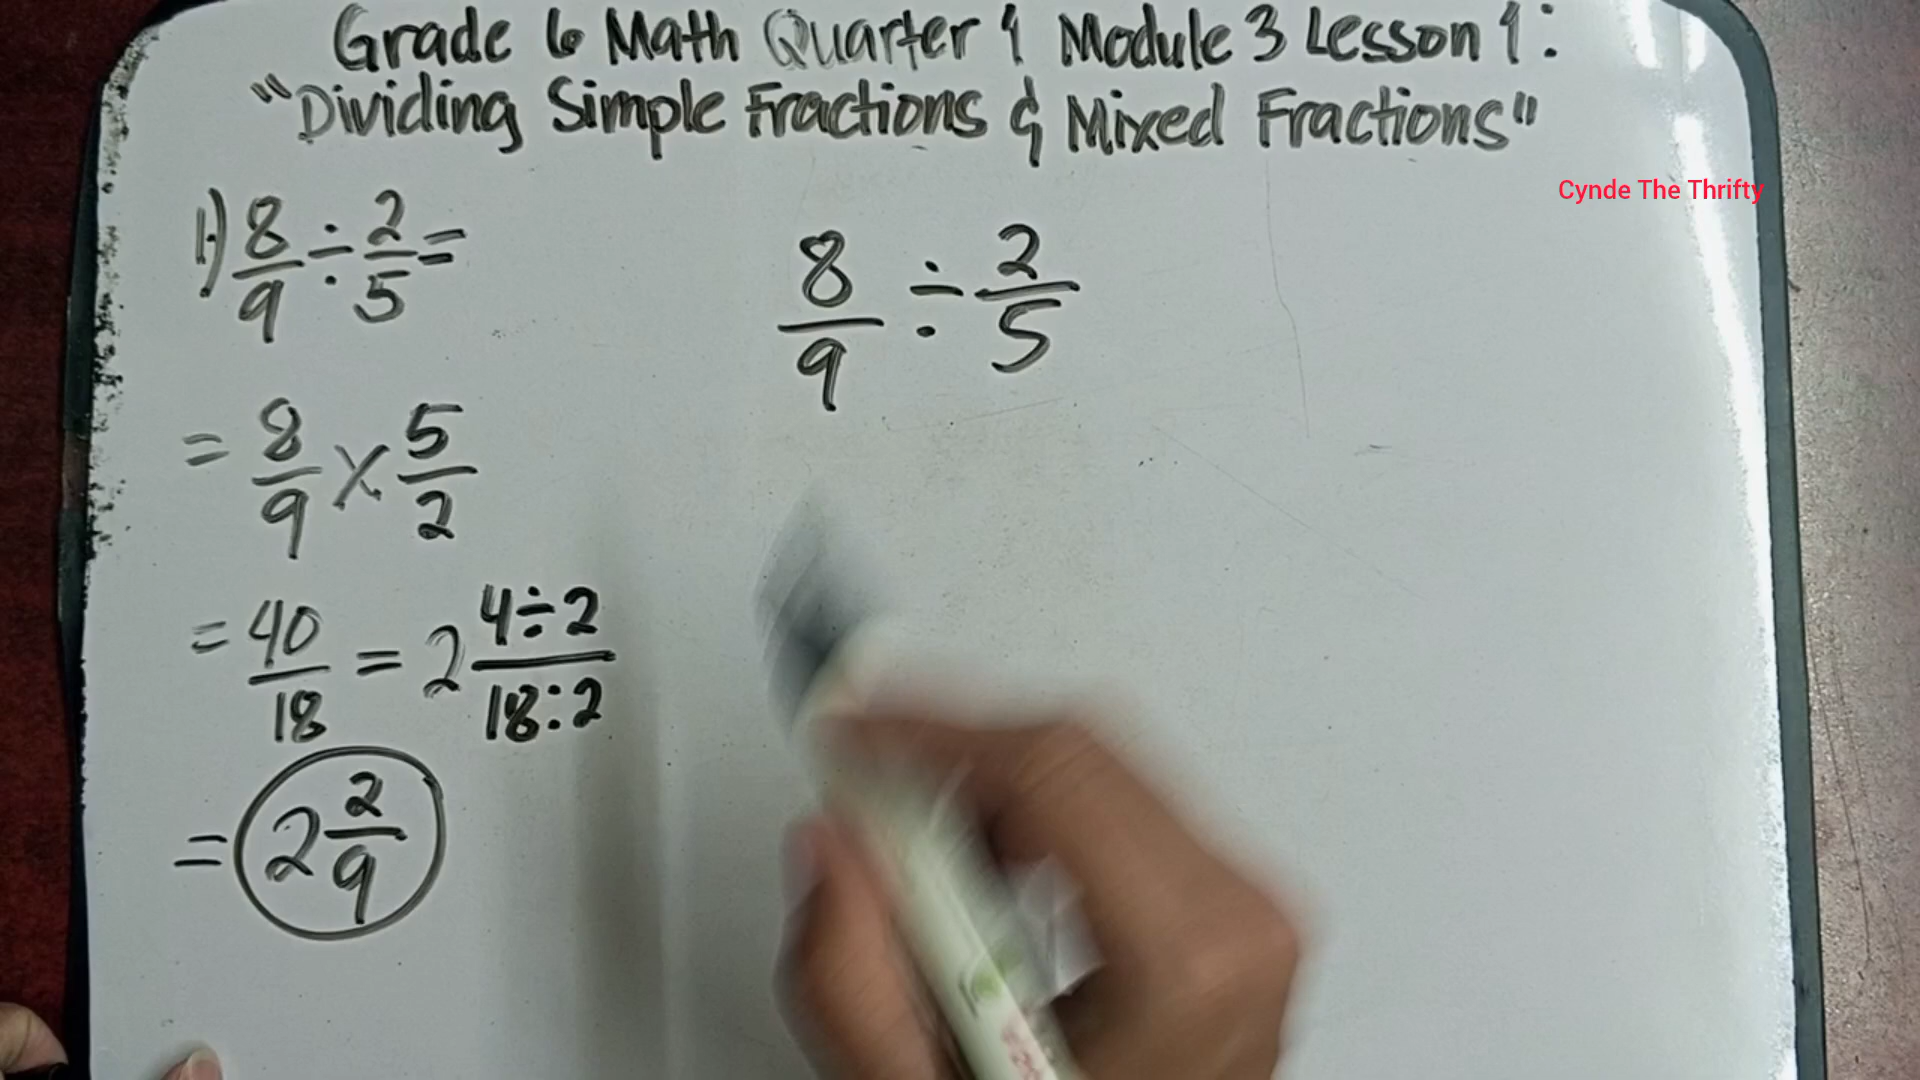 Grade 6 Math Quarter 1 Module 3 Lesson 1:
"Dividing Simple Fractions & Mixed Fractions"
Cynde The Thrifty
1.) 8/9 ÷ 2/5 =
= 8/9 x 5/2
= 40/18 = 2 4÷2/18÷2
= 2 2/9
8/9 ÷ 2/5